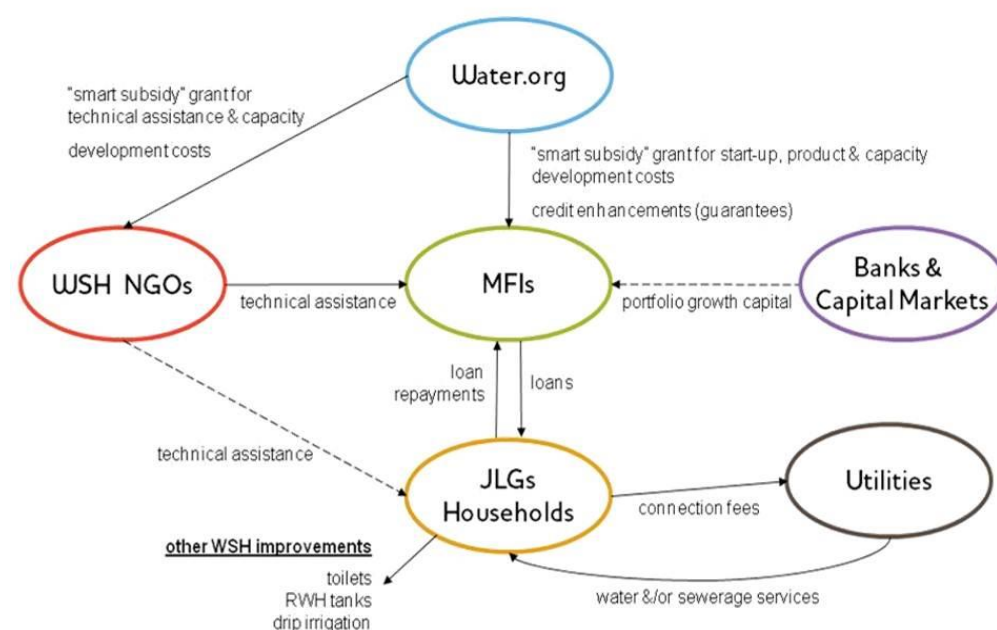 Water.org
"smart subsidy" grant for
technical assistance & capacity
development costs
"smart subsidy" grant for start-up, product & capacity
development costs
credit enhancements (guarantees)
WSH NGOs
technical assistance
MFIs
portfolio growth capital
Banks &
Capital Markets
loan
repayments
loans
technical assistance
JLGs
Households
connection fees
Utilities
other WSH improvements
toilets
RWH tanks
drip irrigation
water &/or sewerage services